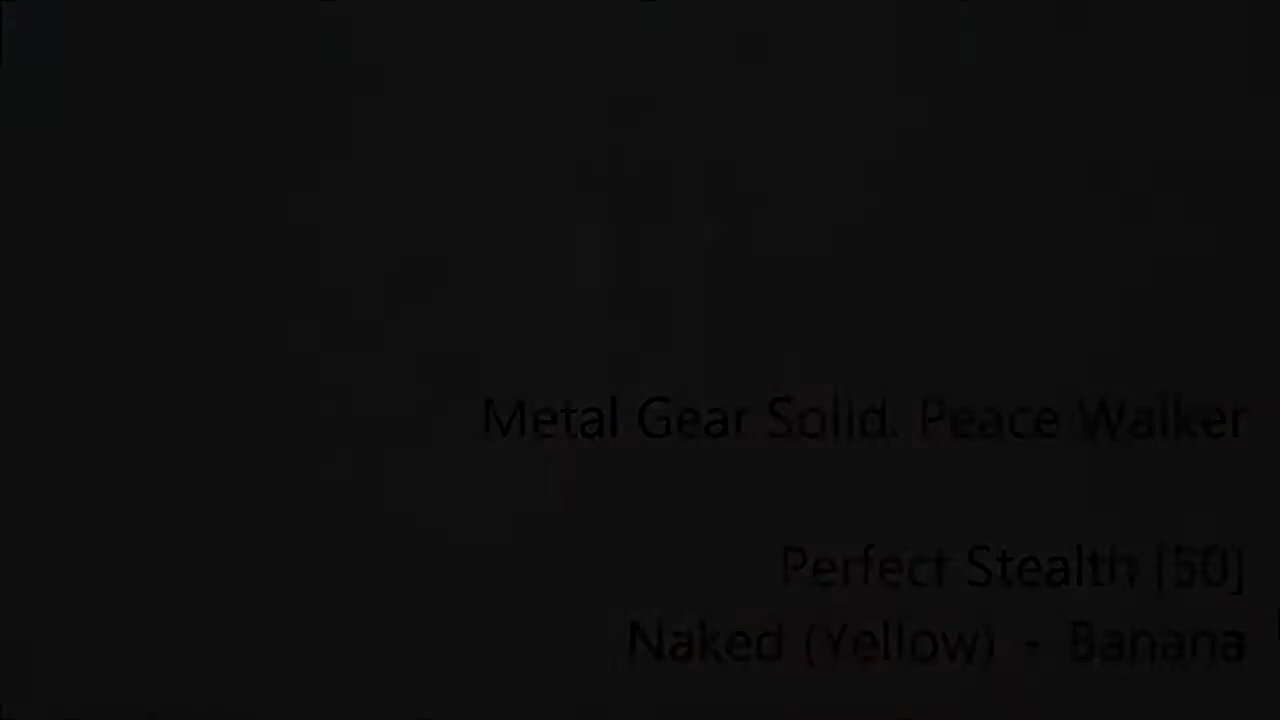 Metal Gear Solid: Peace Walker
Perfect Stealth [50]
Naked (Yellow) - Banana